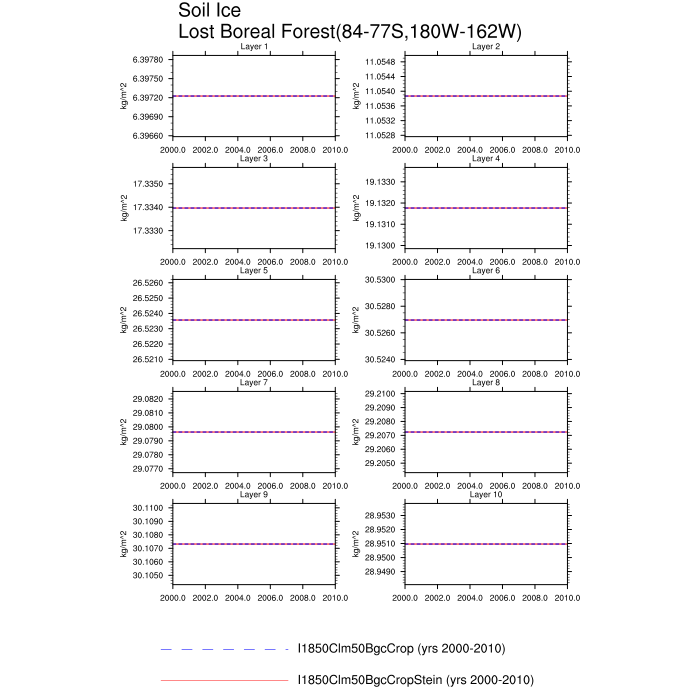 Soil Ice
Lost Boreal Forest(84-77S,180W-162W)
Layer 1
Layer 2
6.39780
6.39750
6.39720
6.39690
6.39660
kg/m^2
2000.0 2002.0 2004.0 2006.0 2008.0 2010.0
11.0548
11.0544
11.0540
11.0536
11.0532
11.0528
kg/m^2
2000.0 2002.0 2004.0 2006.0 2008.0 2010.0
Layer 3
Layer 4
17.3350
17.3340
17.3330
kg/m^2
2000.0 2002.0 2004.0 2006.0 2008.0 2010.0
19.1330
19.1320
19.1310
19.1300
kg/m^2
2000.0 2002.0 2004.0 2006.0 2008.0 2010.0
Layer 5
Layer 6
26.5260
26.5250
26.5240
26.5230
26.5220
26.5210
kg/m^2
2000.0 2002.0 2004.0 2006.0 2008.0 2010.0
30.5300
30.5280
30.5260
30.5240
kg/m^2
2000.0 2002.0 2004.0 2006.0 2008.0 2010.0
Layer 7
Layer 8
29.0820
29.0810
29.0800
29.0790
29.0780
29.0770
kg/m^2
2000.0 2002.0 2004.0 2006.0 2008.0 2010.0
29.2100
29.2090
29.2080
29.2070
29.2060
29.2050
kg/m^2
2000.0 2002.0 2004.0 2006.0 2008.0 2010.0
Layer 9
Layer 10
30.1100
30.1090
30.1080
30.1070
30.1060
30.1050
kg/m^2
2000.0 2002.0 2004.0 2006.0 2008.0 2010.0
28.9530
28.9520
28.9510
28.9500
28.9490
kg/m^2
2000.0 2002.0 2004.0 2006.0 2008.0 2010.0
I1850Clm50BgcCrop (yrs 2000-2010)
I1850Clm50BgcCropStein (yrs 2000-2010)